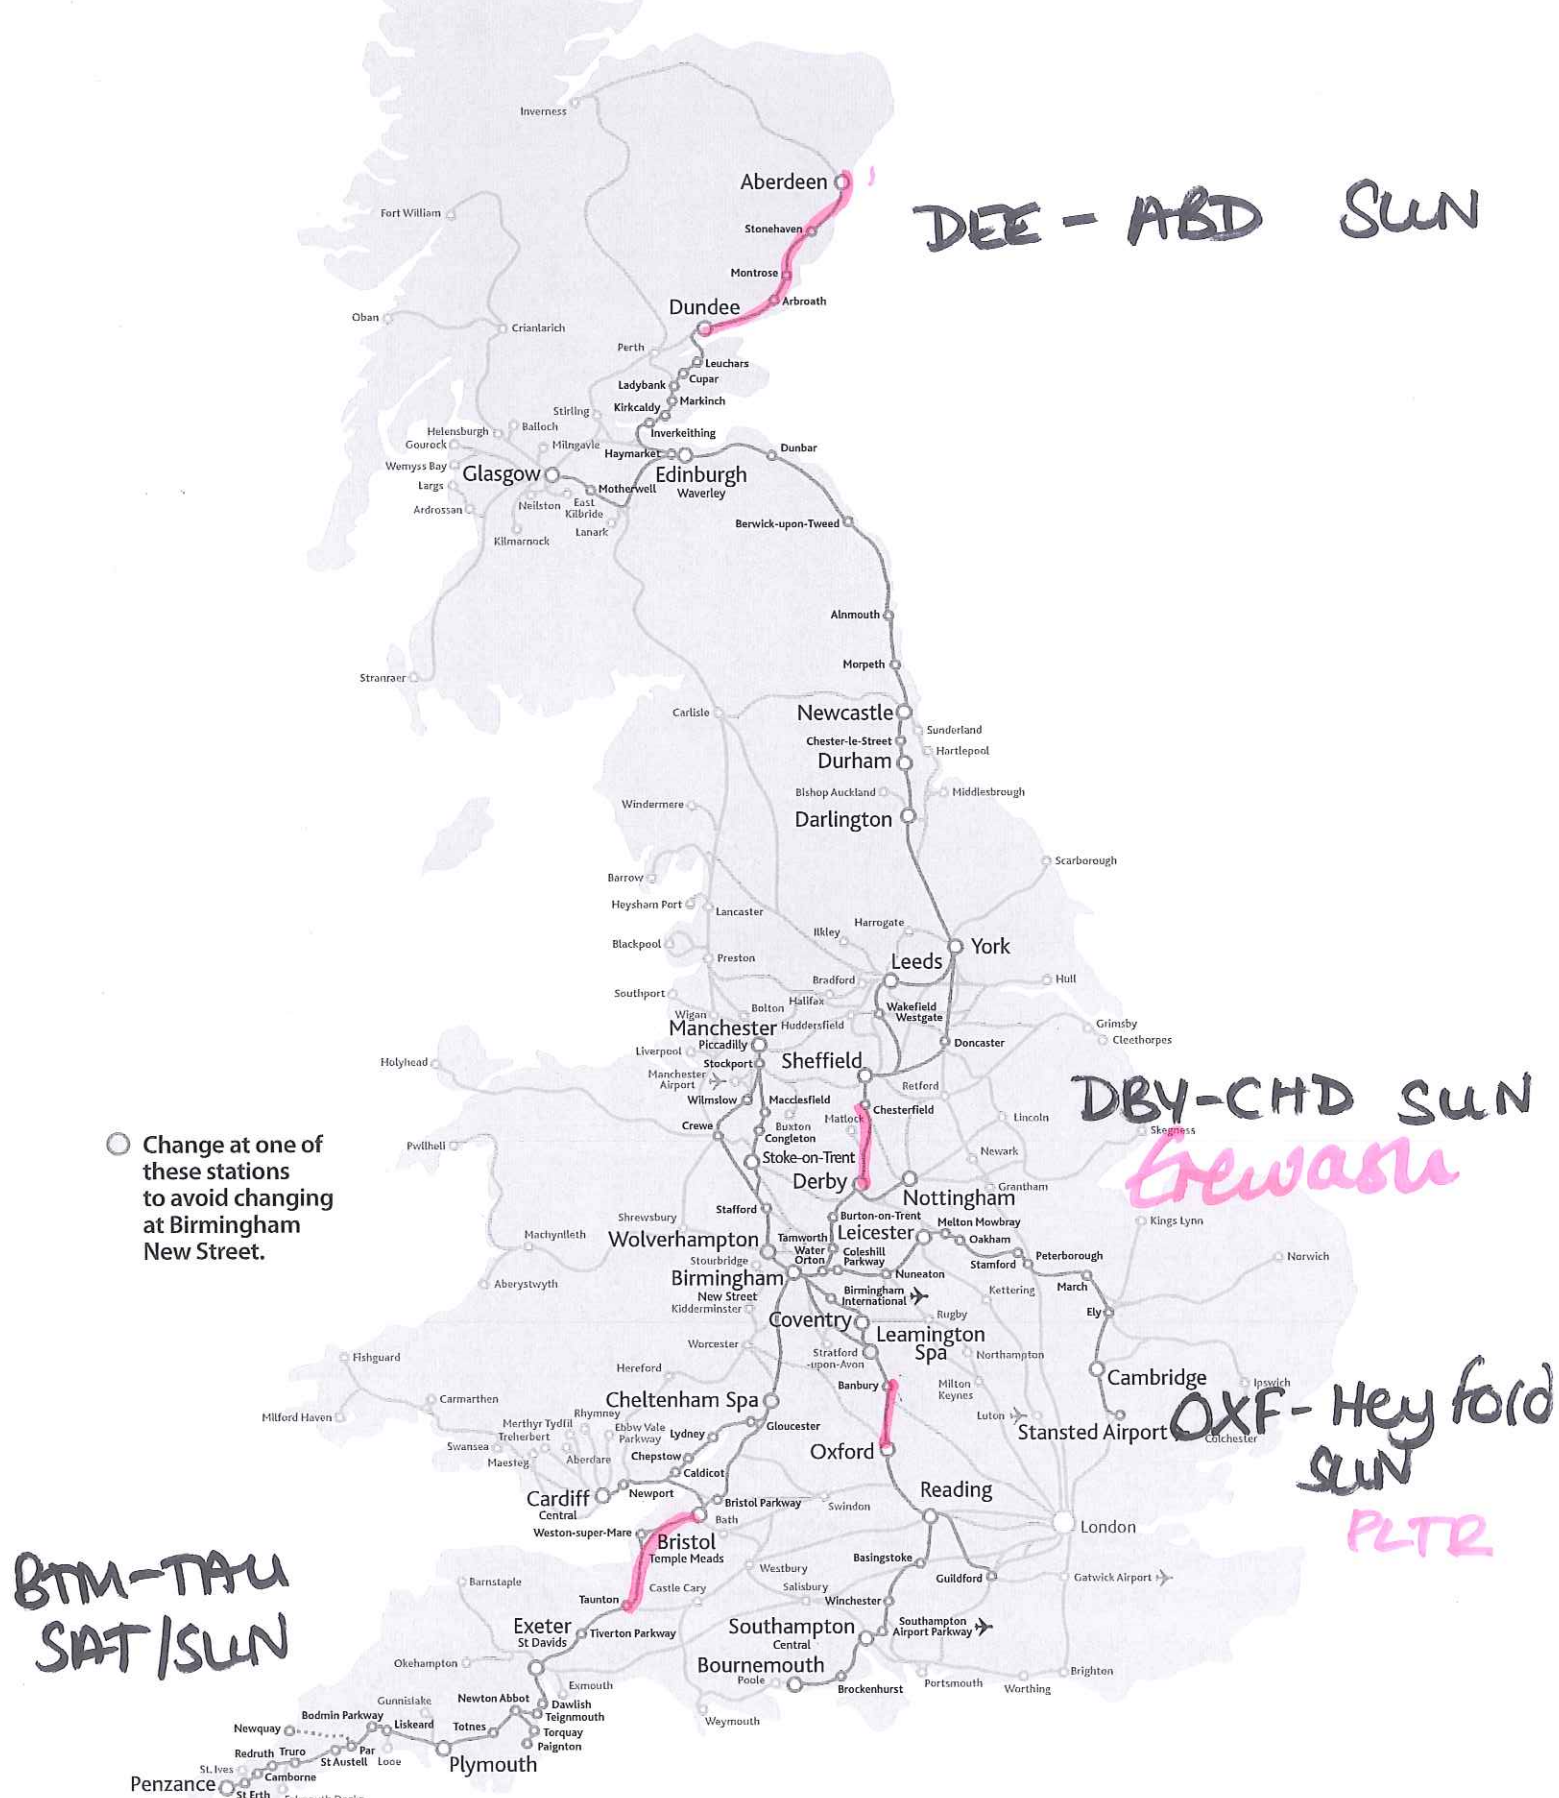 Inverness
Aberdeen
DEE - ABD SUN
Fort William
Stonehaven
Montrose
Arbroath
Dundee
Oban
Crianlarich
Perth
Leuchars
Cupar
Ladybank
Markinch
Kirkcaldy
Stirling
Balloch
Helensburgh
Inverkeithing
Gourock
Milngavie
Haymarket
Dunbar
Wemyss Bay
Glasgow
Edinburgh
Waverley
Largs
Motherwell
Ardrossan
Neilston
East
Kilbride
Lanark
Kilmarnock
Berwick-upon-Tweed
Alnmouth
Morpeth
Stranraer
Carlisle
Newcastle
Sunderland
Chester-le-Street
Hartlepool
Durham
Bishop Auckland
Middlesbrough
Windermere
Darlington
Scarborough
Barrow
Heysham Port
Lancaster
Harrogate
Ilkley
Blackpool
York
Preston
Leeds
Bradford
Hull
Southport
Halifax
Bolton
Wakefield
Westgate
Wigan
Huddersfield
Manchester
Piccadilly
Grimsby
Cleethorpes
Doncaster
Liverpool
Stockport
Sheffield
Holyhead
Manchester
Airport
Retford
Wilmslow
Macclesfield
Chesterfield
DBY-CHD SUN
Matlock
Lincoln
Buxton
Crewe
Congleton
Skegness
Erewash
Pwllheli
Stoke-on-Trent
Newark
Derby
Nottingham
Grantham
Change at one of
these stations
to avoid changing
at Birmingham
New Street.
Stafford
Shrewsbury
Burton-on-Trent
Melton Mowbray
Kings Lynn
Machynlleth
Wolverhampton
Tamworth
Leicester
Oakham
Water
Orton
Coleshill
Parkway
Stamford
Peterborough
Norwich
Stourbridge
Birmingham
New Street
Nuneaton
March
Aberystwyth
Kidderminster
Birmingham
International
Kettering
Ely
Coventry
Rugby
Worcester
Leamington
Spa
Stratford
-upon-Avon
Northampton
Fishguard
Hereford
Banbury
Milton
Keynes
Cambridge
Ipswich
OXF- Heyford
SUN
PLTR
Carmarthen
Cheltenham Spa
Milford Haven
Rhymney
Merthyr Tydfil
Ebbw Vale
Parkway
Treherbert
Lydney
Gloucester
Luton
Stansted Airport
Colchester
Swansea
Maesteg
Aberdare
Chepstow
Oxford
Caldicot
Cardiff
Central
Newport
Bristol Parkway
Swindon
Reading
London
Bath
Weston-super-Mare
Bristol
Temple Meads
Basingstoke
Westbury
Guildford
Gatwick Airport
BTM-TAU
SAT/SUN
Barnstaple
Taunton
Castle Cary
Salisbury
Winchester
Exeter
St Davids
Tiverton Parkway
Southampton
Central
Southampton
Airport Parkway
Okehampton
Bournemouth
Poole
Brockenhurst
Portsmouth
Worthing
Brighton
Exmouth
Gunnislake
Newton Abbot
Dawlish
Teignmouth
Weymouth
Bodmin Parkway
Newquay
Liskeard
Totnes
Torquay
Paignton
Redruth
Truro
St Austell
Par
Looe
Plymouth
St. Ives
Camborne
Penzance
St Erth